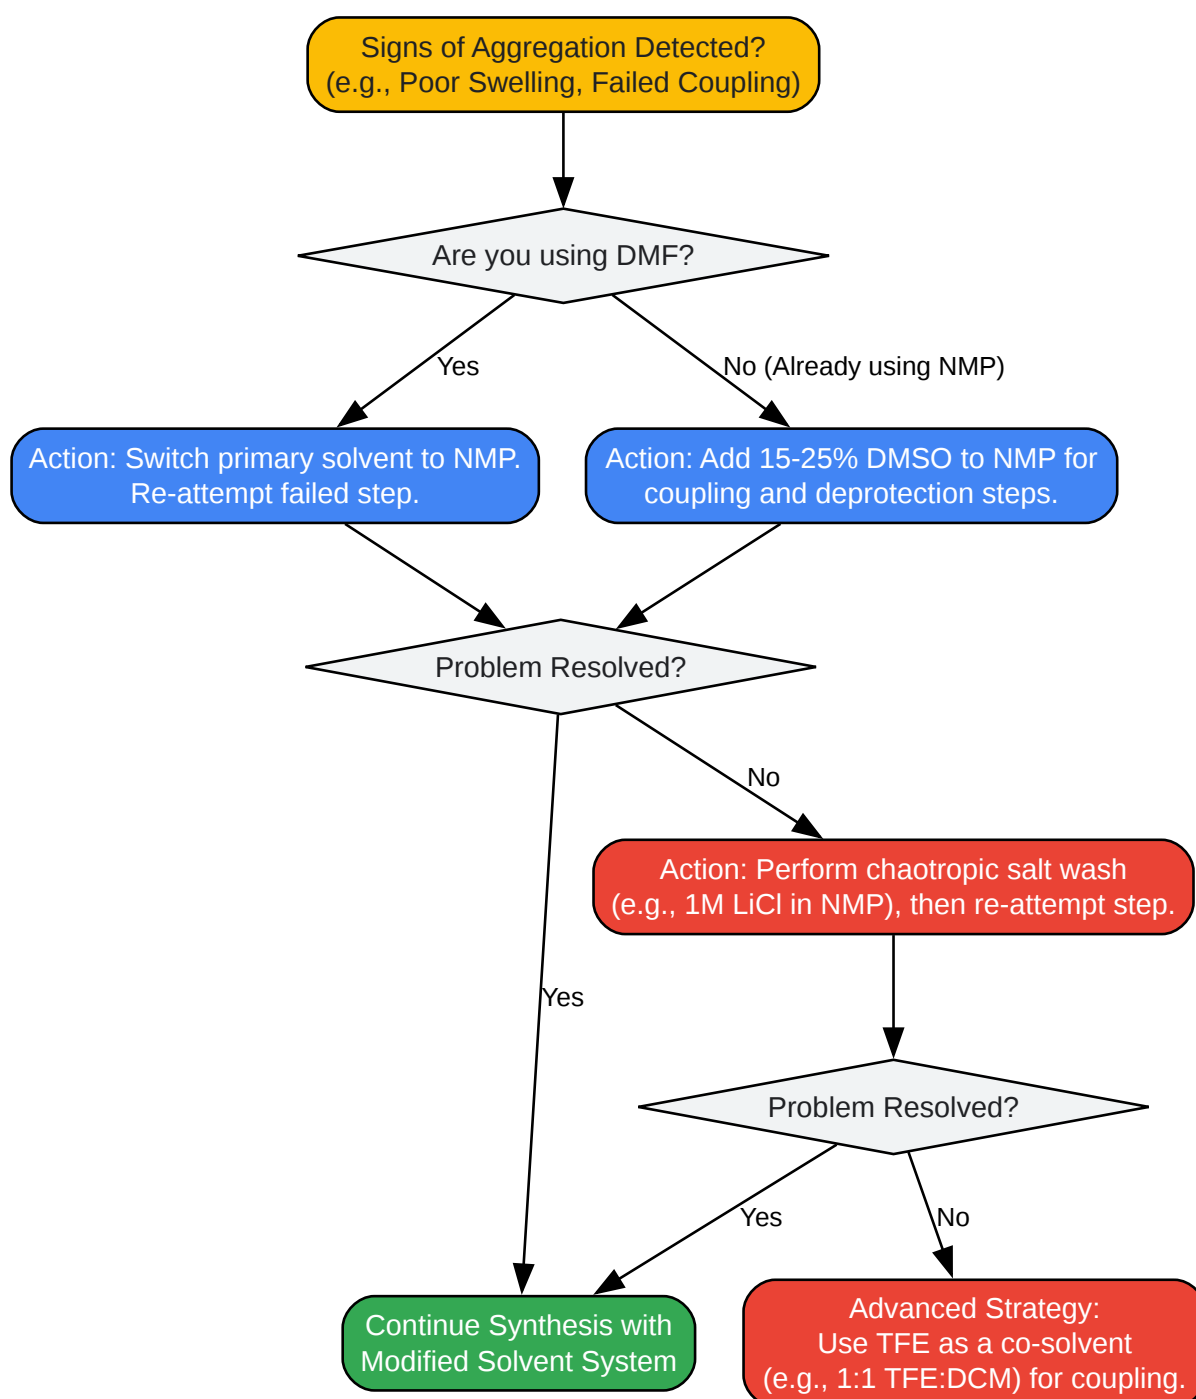 Signs of Aggregation Detected?
(e.g., Poor Swelling, Failed Coupling)
Are you using DMF?
Yes
No (Already using NMP)
Action: Switch primary solvent to NMP.
Re-attempt failed step.
Action: Add 15-25% DMSO to NMP for
coupling and deprotection steps.
Problem Resolved?
No
Action: Perform chaotropic salt wash
(e.g., 1M LiCl in NMP), then re-attempt step.
Yes
Problem Resolved?
Yes
No
Continue Synthesis with
Modified Solvent System
Advanced Strategy:
Use TFE as a co-solvent
(e.g., 1:1 TFE:DCM) for coupling.